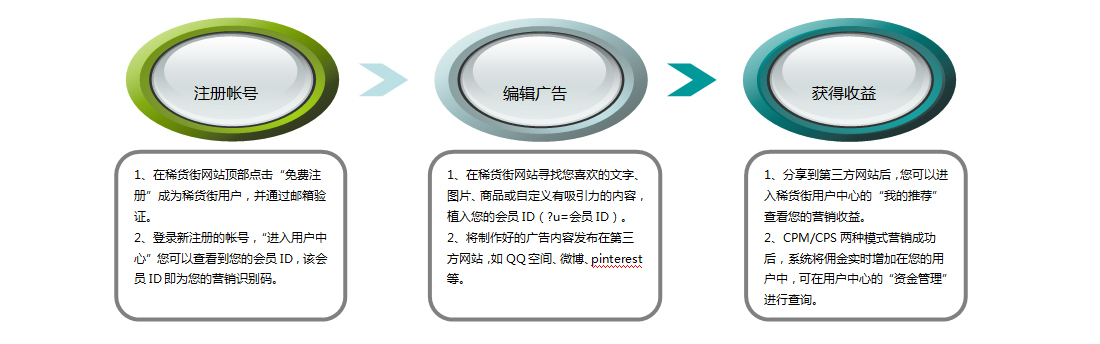 注册帐号
编辑广告
获得收益
1、在稀货街网站顶部点击“免费注
册”成为稀货街用户，并通过邮箱验
证。
2、登录新注册的帐号，“进入用户中
心”您可以查看到您的会员 ID，该会
员 ID 即为您的营销识别码。
1、在稀货街网站寻找您喜欢的文字、
图片、商品或自定义有吸引力的内容，
植入您的会员 ID（?u=会员 ID）。
2、将制作好的广告内容发布在第三
方网站，如 QQ 空间、微博、pinterest
等。
1、分享到第三方网站后，您可以进
入稀货街用户中心的“我的推荐”
查看您的营销收益。
2、CPM/CPS 两种模式营销成功
后，系统将佣金实时增加在您的用
户中，可在用户中心的“资金管理”
进行查询。